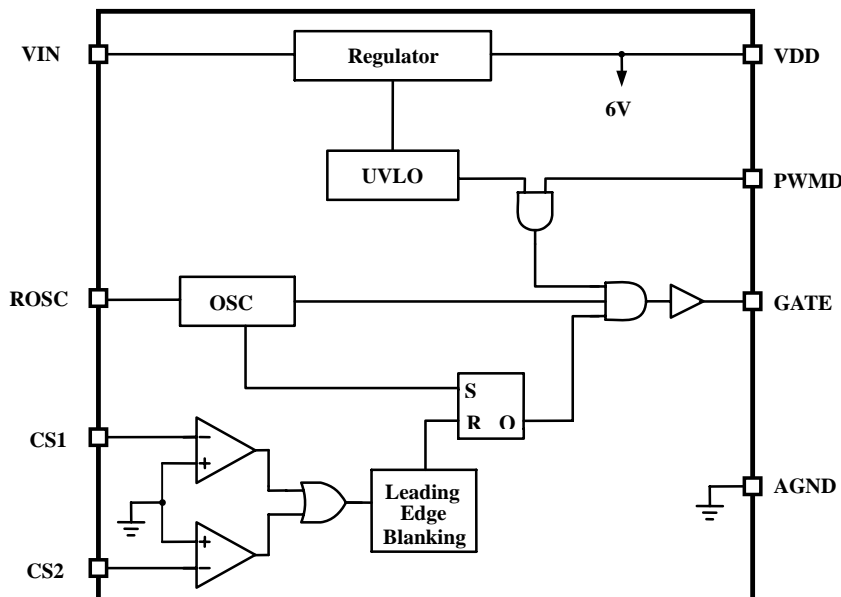 VIN
Regulator
VDD
6V
UVLO
PWMD
ROSC
OSC
GATE
S
R Q
CS1
Leading
Edge
Blanking
AGND
CS2